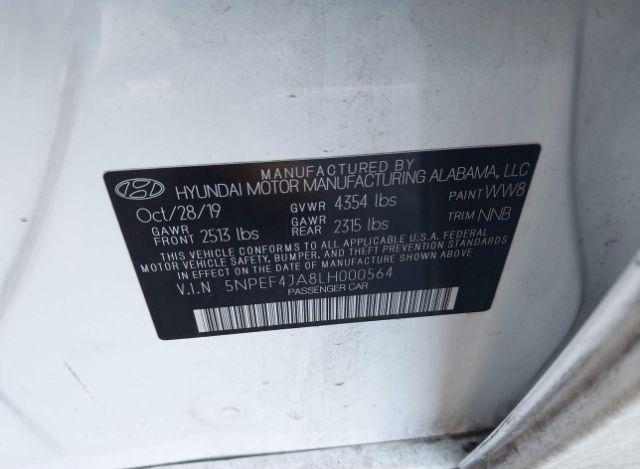 MANUFACTURED BY
HYUNDAI MOTOR MANUFACTURING ALABAMA, LLC
Oct/28/19 GVWR 4354 lbs PAINT WW8
GAWR FRONT 2513 lbs GAWR REAR 2315 lbs TRIM NNB
THIS VEHICLE CONFORMS TO ALL APPLICABLE U.S.A. FEDERAL
MOTOR VEHICLE SAFETY, BUMPER, AND THEFT PREVENTION STANDARDS
IN EFFECT ON THE DATE OF MANUFACTURE SHOWN ABOVE
V.I.N 5NPEF4JA8LH000564
PASSENGER CAR